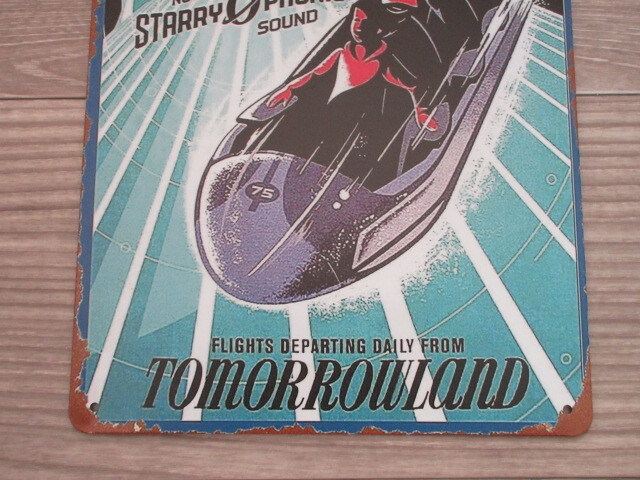 STARRY
SOUND
75
FLIGHTS DEPARTING DAILY FROM
TOMORROWLAND